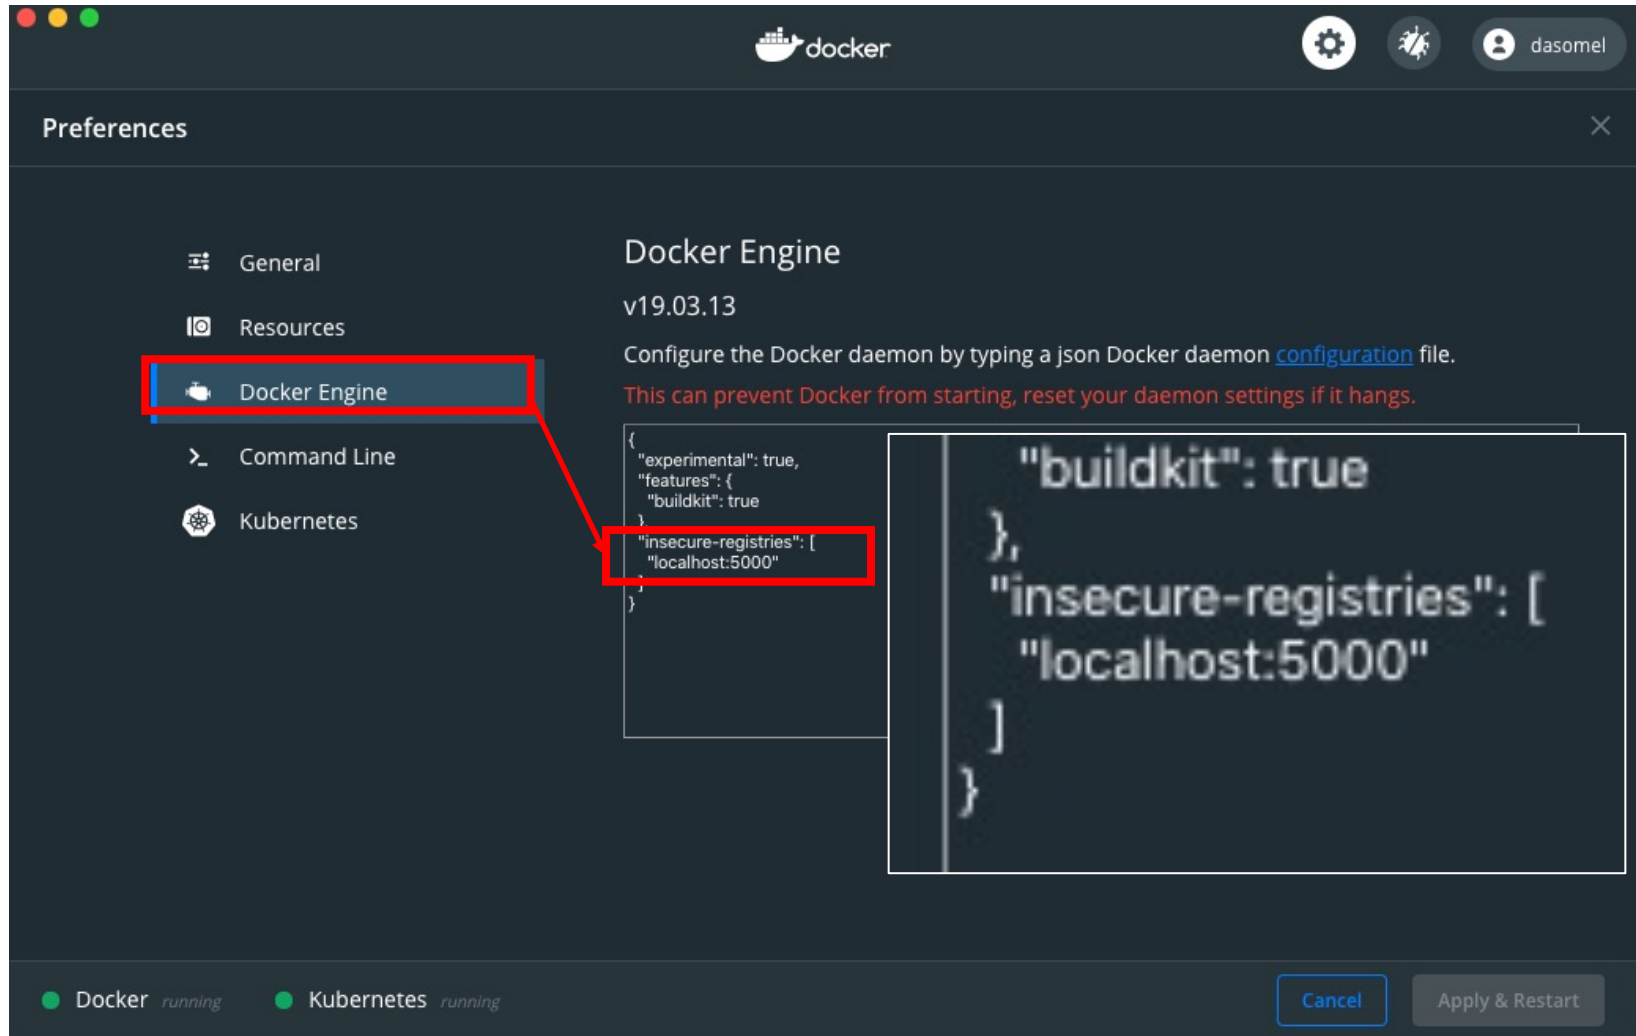 docker
dasomel
Preferences
General
Resources
Docker Engine
Command Line
Kubernetes
Docker Engine
v19.03.13
Configure the Docker daemon by typing a json Docker daemon configuration file.
This can prevent Docker from starting, reset your daemon settings if it hangs.
{
"experimental": true,
"features": {
"buildkit": true
},
"insecure-registries": [
"localhost:5000"
]
}
"buildkit": true
},
"insecure-registries": [
"localhost:5000"
]
}
Docker running
Kubernetes running
Cancel
Apply & Restart